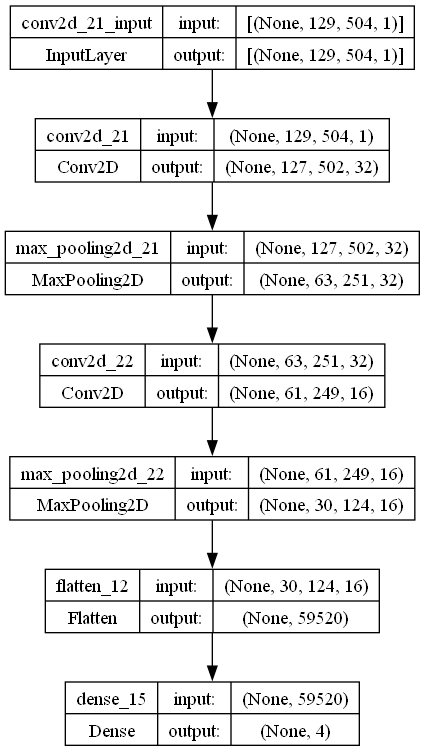 conv2d_21_input input: [(None, 129, 504, 1)]
InputLayer output: [(None, 129, 504, 1)]
conv2d_21 input: (None, 129, 504, 1)
Conv2D output: (None, 127, 502, 32)
max_pooling2d_21 input: (None, 127, 502, 32)
MaxPooling2D output: (None, 63, 251, 32)
conv2d_22 input: (None, 63, 251, 32)
Conv2D output: (None, 61, 249, 16)
max_pooling2d_22 input: (None, 61, 249, 16)
MaxPooling2D output: (None, 30, 124, 16)
flatten_12 input: (None, 30, 124, 16)
Flatten output: (None, 59520)
dense_15 input: (None, 59520)
Dense output: (None, 4)